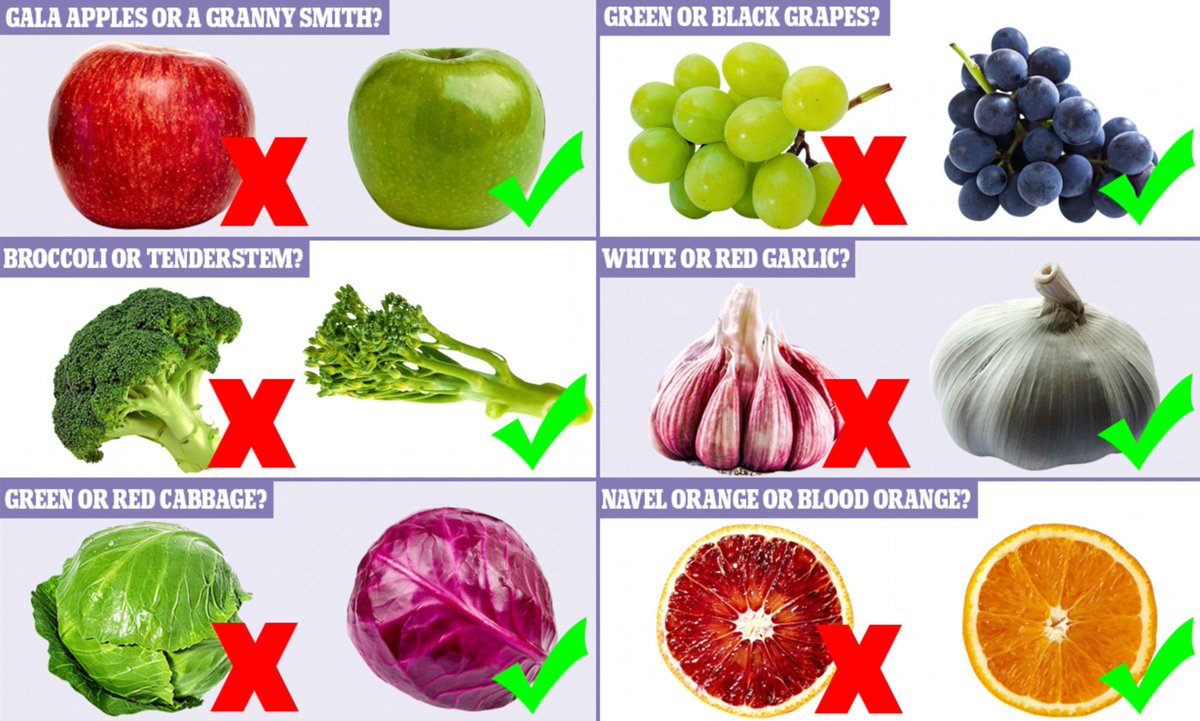 GALA APPLES OR A GRANNY SMITH?
GREEN OR BLACK GRAPES?
BROCCOLI OR TENDERSTEM?
WHITE OR RED GARLIC?
GREEN OR RED CABBAGE?
NAVEL ORANGE OR BLOOD ORANGE?